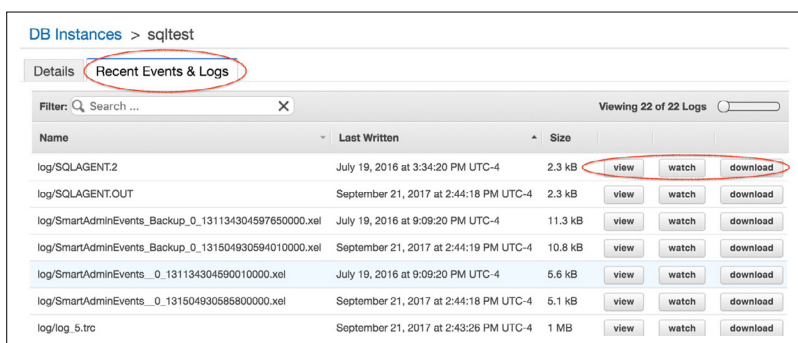 DB Instances > sqltest
Details Recent Events & Logs
Filter: Search ... X Viewing 22 of 22 Logs
Name Last Written Size
log/SQLAGENT.2 July 19, 2016 at 3:34:20 PM UTC-4 2.3 kB view watch download
log/SQLAGENT.OUT September 21, 2017 at 2:44:18 PM UTC-4 2.3 kB view watch download
log/SmartAdminEvents_Backup_0_131134304597650000.xel July 19, 2016 at 9:09:20 PM UTC-4 11.3 kB view watch download
log/SmartAdminEvents_Backup_0_131504930594010000.xel September 21, 2017 at 2:44:19 PM UTC-4 10.8 kB view watch download
log/SmartAdminEvents__0_131134304590010000.xel July 19, 2016 at 9:09:20 PM UTC-4 5.6 kB view watch download
log/SmartAdminEvents__0_131504930585800000.xel September 21, 2017 at 2:44:18 PM UTC-4 5.1 kB view watch download
log/log_5.trc September 21, 2017 at 2:43:26 PM UTC-4 1 MB view watch download